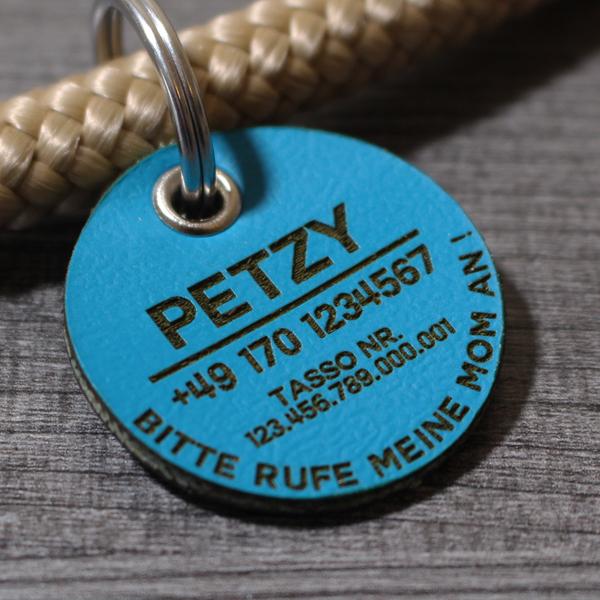 PETZY
+49 170 1234567
TASSO NR.
123.456.789.000.001
BITTE RUFE MEINE MOM AN!